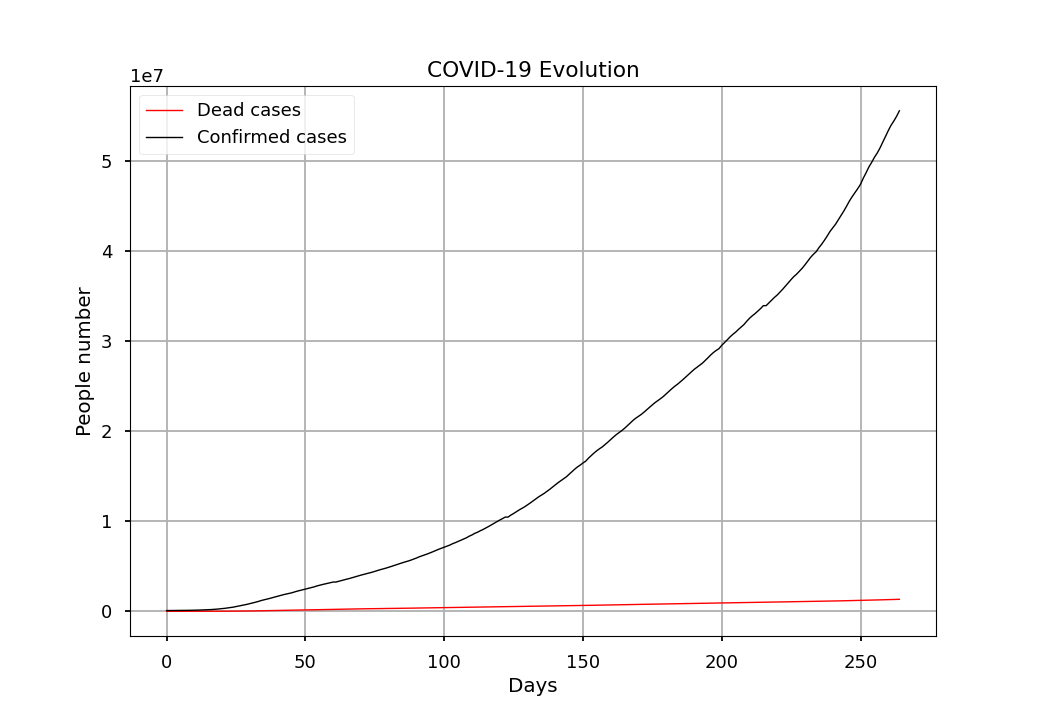 COVID-19 Evolution
1e7
Dead cases
Confirmed cases
5
4
3
2
1
0
People number
0 50 100 150 200 250
Days